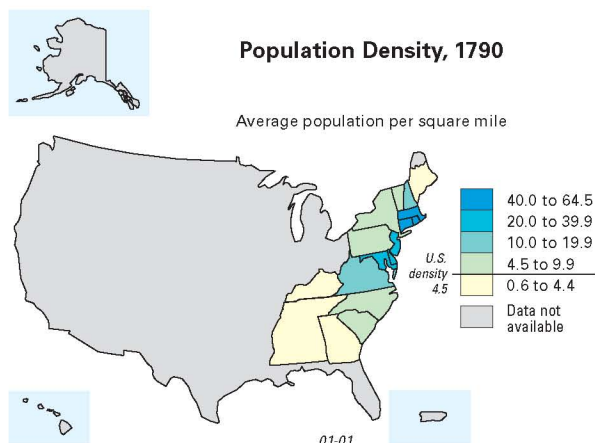 Population Density, 1790
Average population per square mile
40.0 to 64.5
20.0 to 39.9
10.0 to 19.9
U.S.
density
4.5
4.5 to 9.9
0.6 to 4.4
Data not
available
01-01